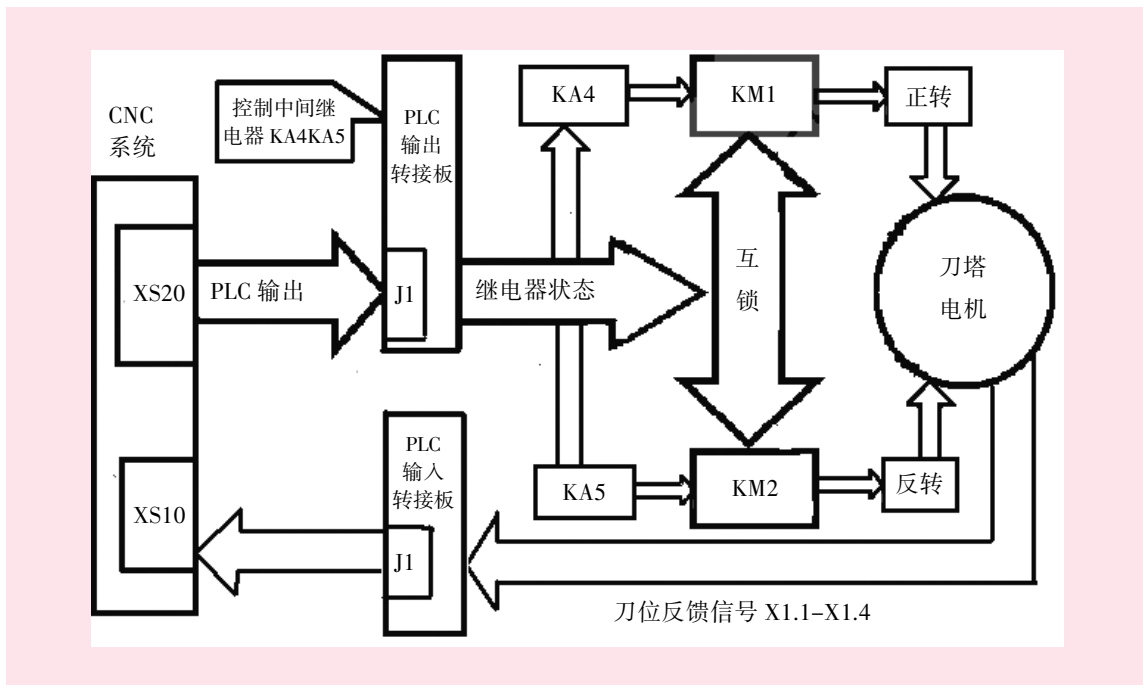 CNC
系统
控制中间继
电器 KA4KA5
PLC
输出
转接板
KA4
KM1
正转
XS20
PLC 输出
J1
继电器状态
互
锁
刀塔
电机
XS10
PLC
输入
转接板
J1
KA5
KM2
反转
刀位反馈信号 X1.1-X1.4